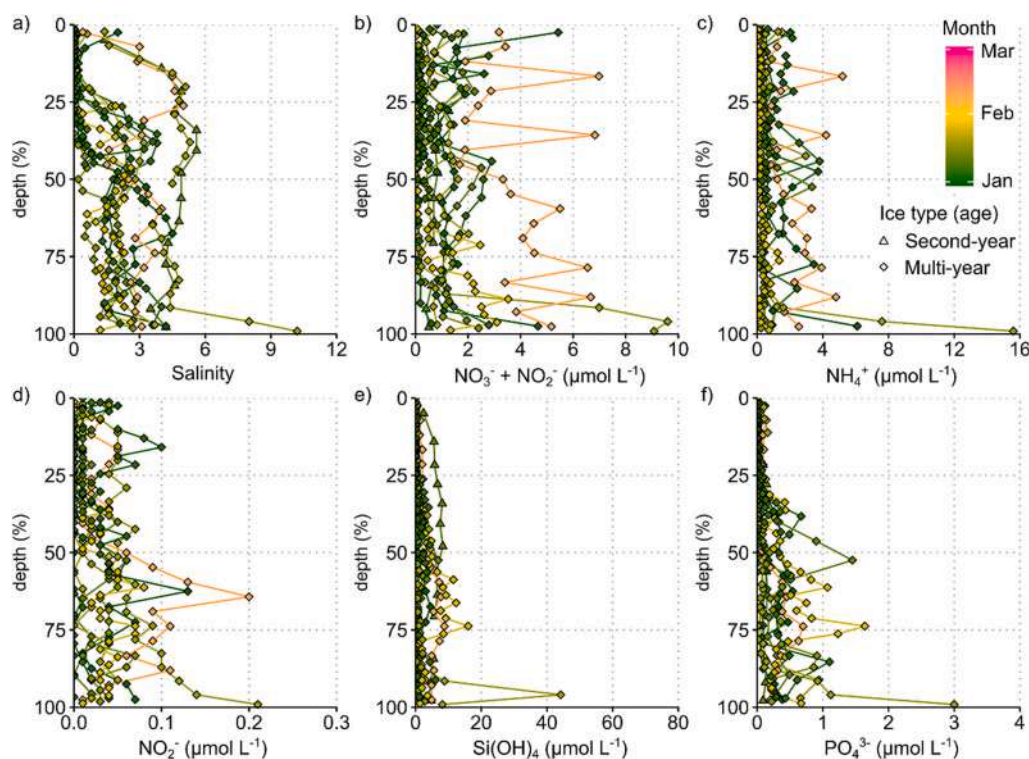 a)
0
25
50
75
100
depth (%)
0
3
6
9
12
Salinity
b)
0
25
50
75
100
depth (%)
0
2
4
6
8
10
NO₃⁻ + NO₂⁻ (µmol L⁻¹)
c)
0
25
50
75
100
depth (%)
0
4
8
12
16
NH₄⁺ (µmol L⁻¹)
Month
Mar
Feb
Jan
Ice type (age)
Second-year
Multi-year
d)
0
25
50
75
100
depth (%)
0.0
0.1
0.2
0.3
NO₂⁻ (µmol L⁻¹)
e)
0
25
50
75
100
depth (%)
0
20
40
60
80
Si(OH)₄ (µmol L⁻¹)
f)
0
25
50
75
100
depth (%)
0
1
2
3
4
PO₄³⁻ (µmol L⁻¹)